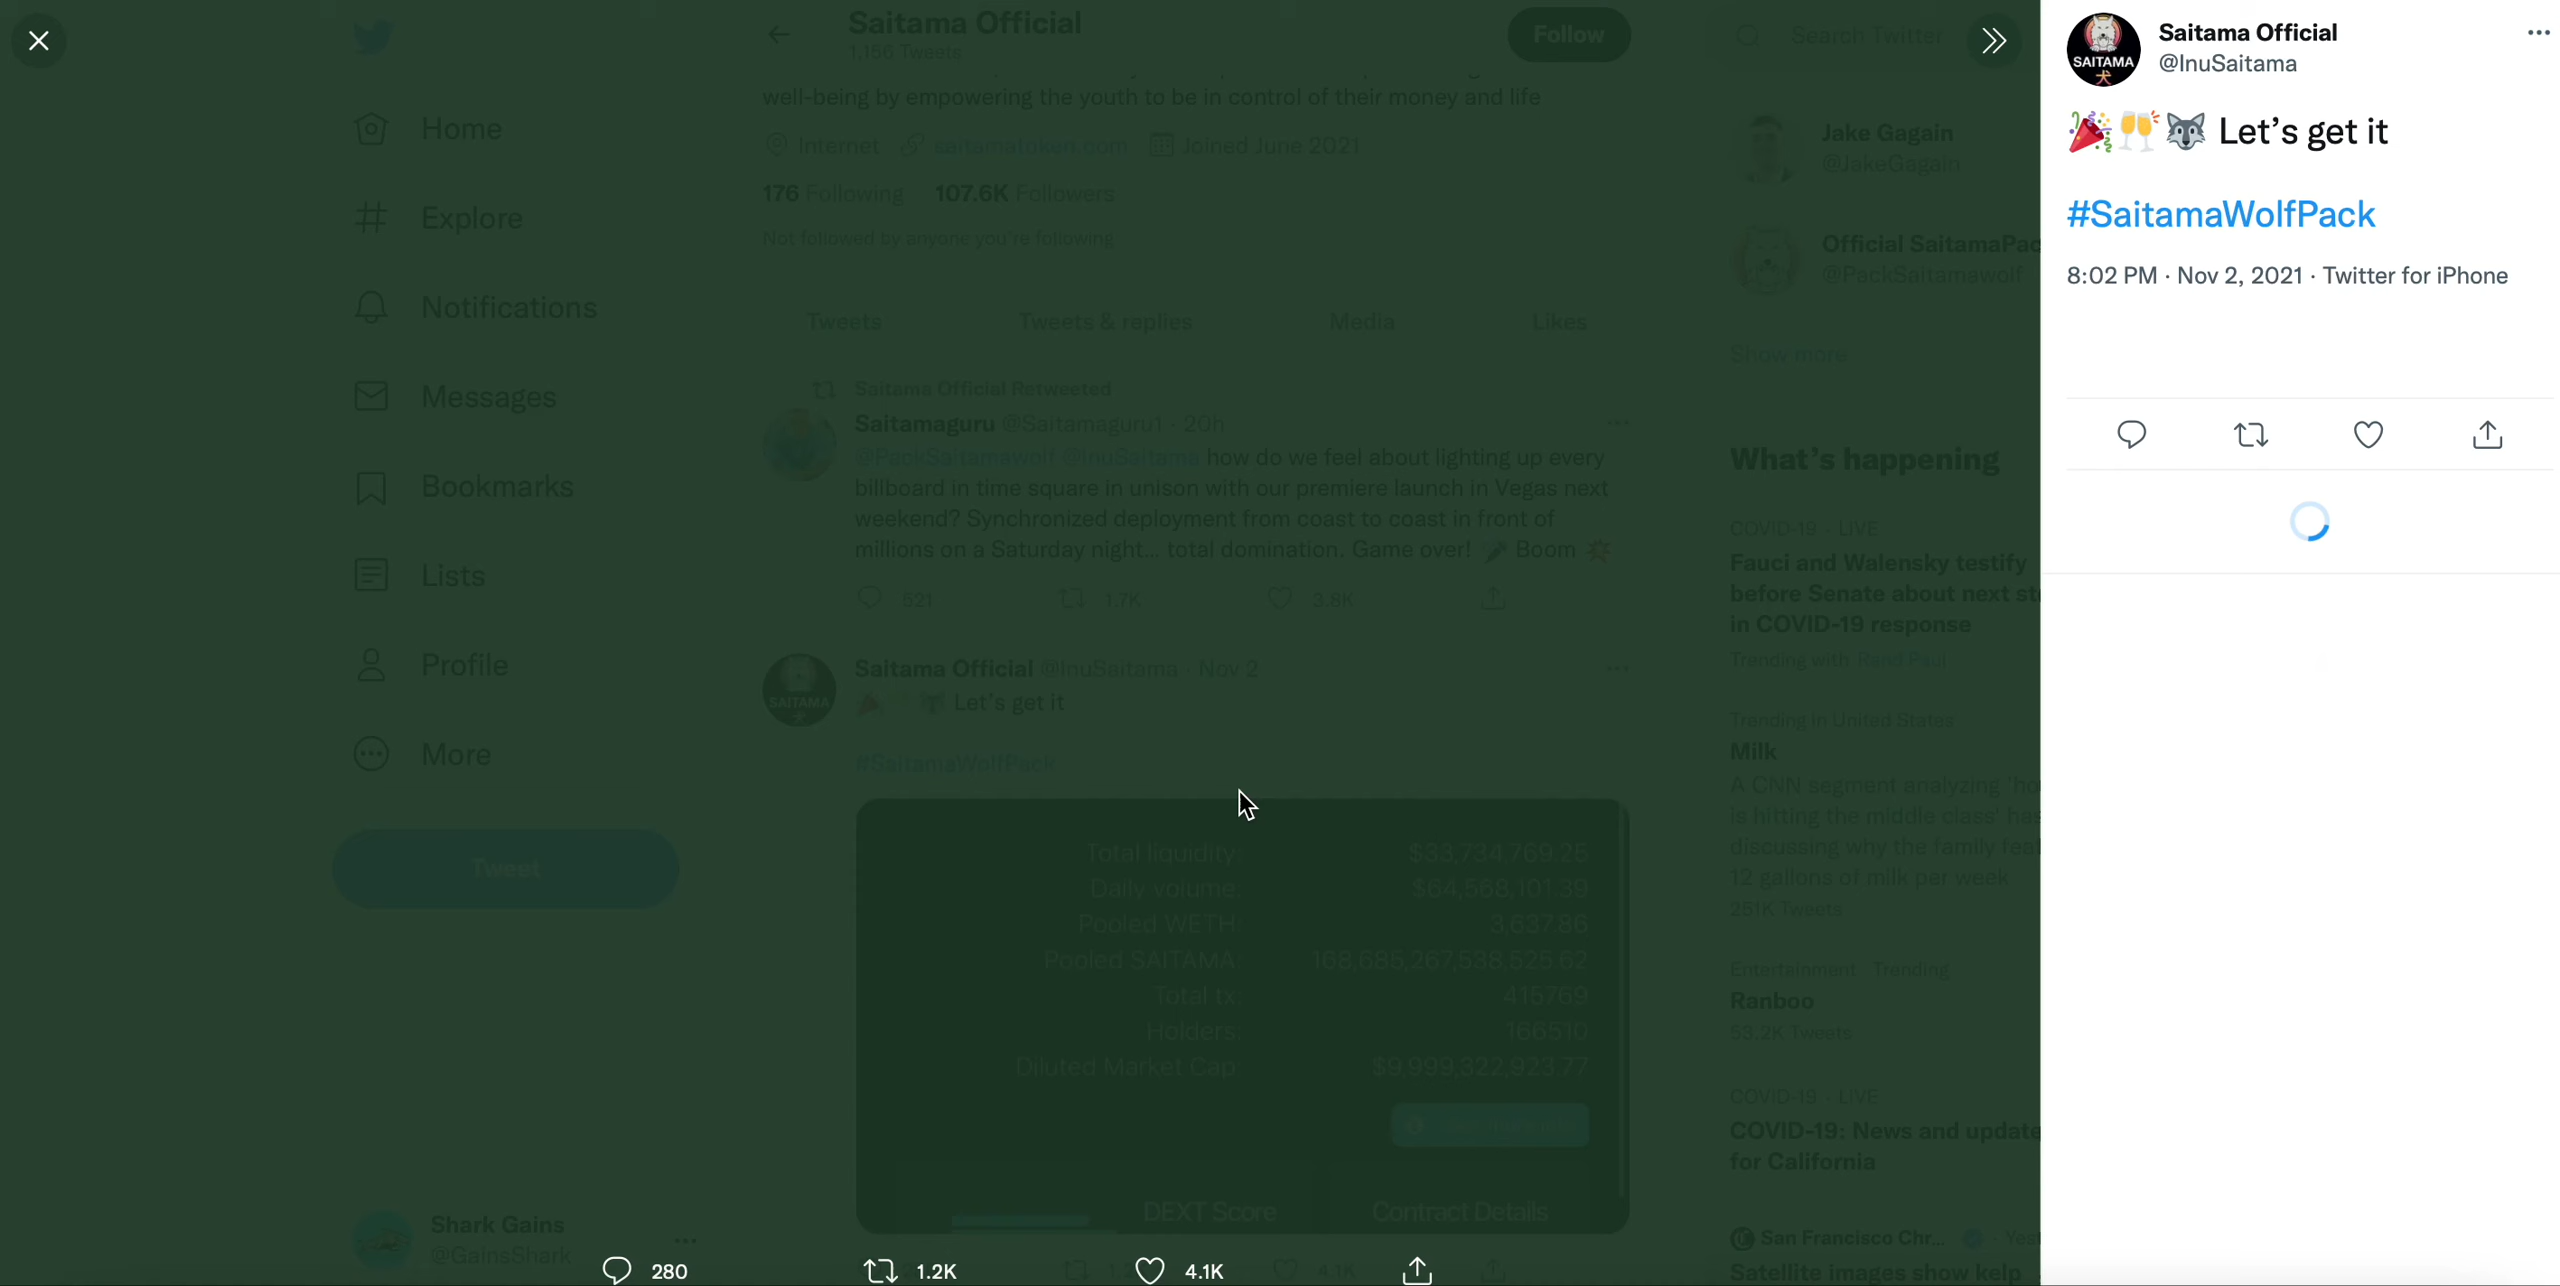 Saitama Official
1,156 Tweets
Follow
Search Twitter
well-being by empowering the youth to be in control of their money and life
Internet saitamatoken.com Joined June 2021
176 Following 107.6K Followers
Not followed by anyone you're following
Tweets Tweets & replies Media Likes
Home
Explore
Notifications
Messages
Bookmarks
Lists
Profile
More
Tweet
Shark Gains
@GainsShark
Saitama Official Retweeted
Saitamaguru @Saitamaguru1 · 20h
@PackSaitamawolf @InuSaitama how do we feel about lighting up every
billboard in time square in unison with our premiere launch in Vegas next
weekend? Synchronized deployment from coast to coast in front of
millions on a Saturday night... total domination. Game over! 🎤 Boom 💥
521 1.7K 3.8K
Saitama Official @InuSaitama · Nov 2
🎉🥂🐺 Let's get it
#SaitamaWolfPack
Total liquidity: $33,734,769.25
Daily volume: $64,568,101.39
Pooled WETH: 3,637.86
Pooled SAITAMA: 168,685,267,538,525.62
Total tx: 415769
Holders: 166510
Diluted Market Cap: $9,999,322,923.77
DEXT Score Contract Details
280 1.2K 4.1K
Jake Gagain
@JakeGagain
Official SaitamaPac
@PackSaitamawolf
Show more
What's happening
COVID-19 · LIVE
Fauci and Walensky testify
before Senate about next st
in COVID-19 response
Trending with Rand Paul
Trending in United States
Milk
A CNN segment analyzing 'ho
is hitting the middle class' has
discussing why the family feat
12 gallons of milk per week
251K Tweets
Entertainment · Trending
Ranboo
53.2K Tweets
COVID-19 · LIVE
COVID-19: News and update
for California
San Francisco Chr... · Yest
Satellite images show kelp
SAITAMA
犬
Saitama Official
@InuSaitama
🎉🥂🐺 Let's get it
#SaitamaWolfPack
8:02 PM · Nov 2, 2021 · Twitter for iPhone